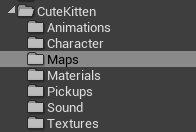 CuteKitten
Animations
Character
Maps
Materials
Pickups
Sound
Textures